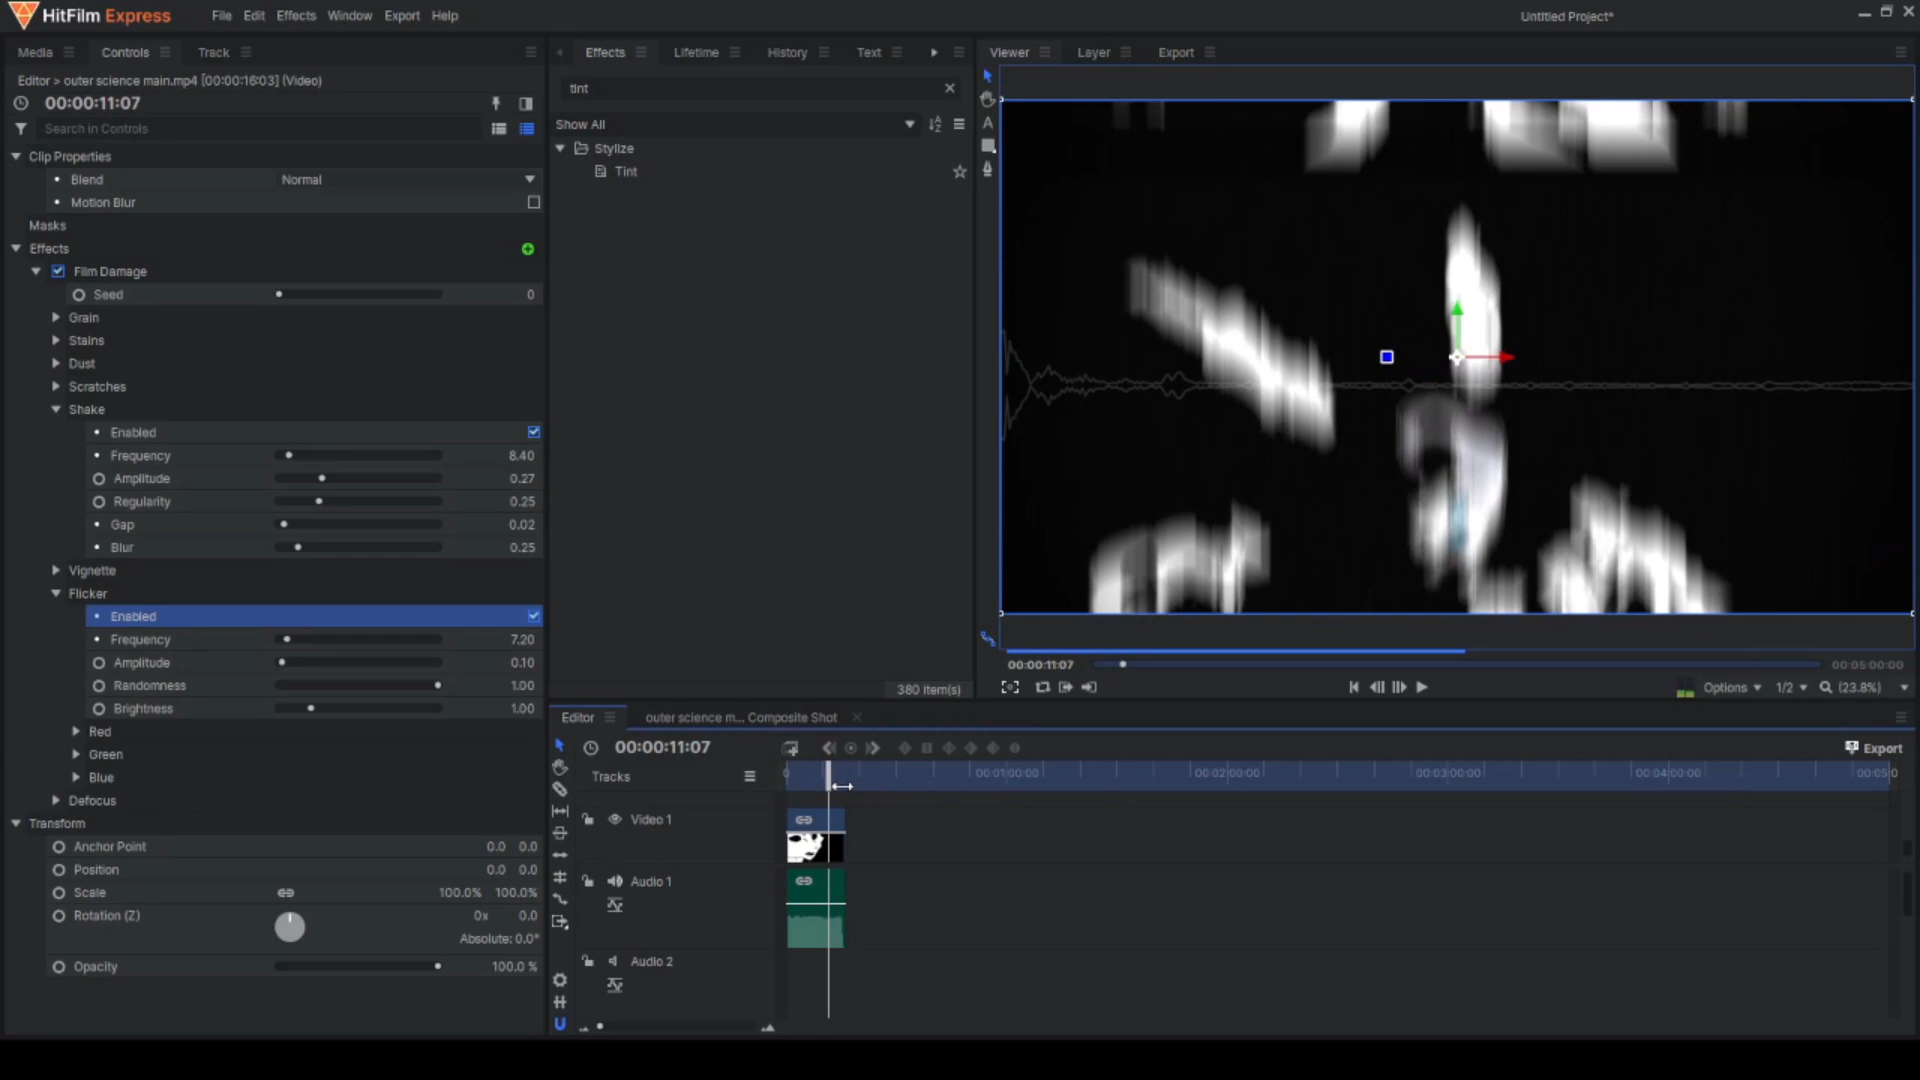 HitFilm Express
File Edit Effects Window Export Help
Untitled Project*
Media Controls Track
Effects Lifetime History Text
Viewer Layer Export
Editor > outer science main.mp4 [00:00:16:03] (Video)
00:00:11:07
Search in Controls
Clip Properties
Blend Normal
Motion Blur
Masks
Effects
Film Damage
Seed 0
Grain
Stains
Dust
Scratches
Shake
Enabled
Frequency 8.40
Amplitude 0.27
Regularity 0.25
Gap 0.02
Blur 0.25
Vignette
Flicker
Enabled
Frequency 7.20
Amplitude 0.10
Randomness 1.00
Brightness 1.00
Red
Green
Blue
Defocus
Transform
Anchor Point 0.0 0.0
Position 0.0 0.0
Scale 100.0% 100.0%
Rotation (Z) 0x 0.0
Absolute: 0.0°
Opacity 100.0 %
tint
Show All
Stylize
Tint
380 item(s)
A
00:00:11:07 00:05:00:00
Options 1/2 (23.8%)
Editor outer science m... Composite Shot
00:00:11:07
Export
Tracks
0 00:01:00:00 00:02:00:00 00:03:00:00 00:04:00:00 00:05:0
Video 1
Audio 1
Audio 2